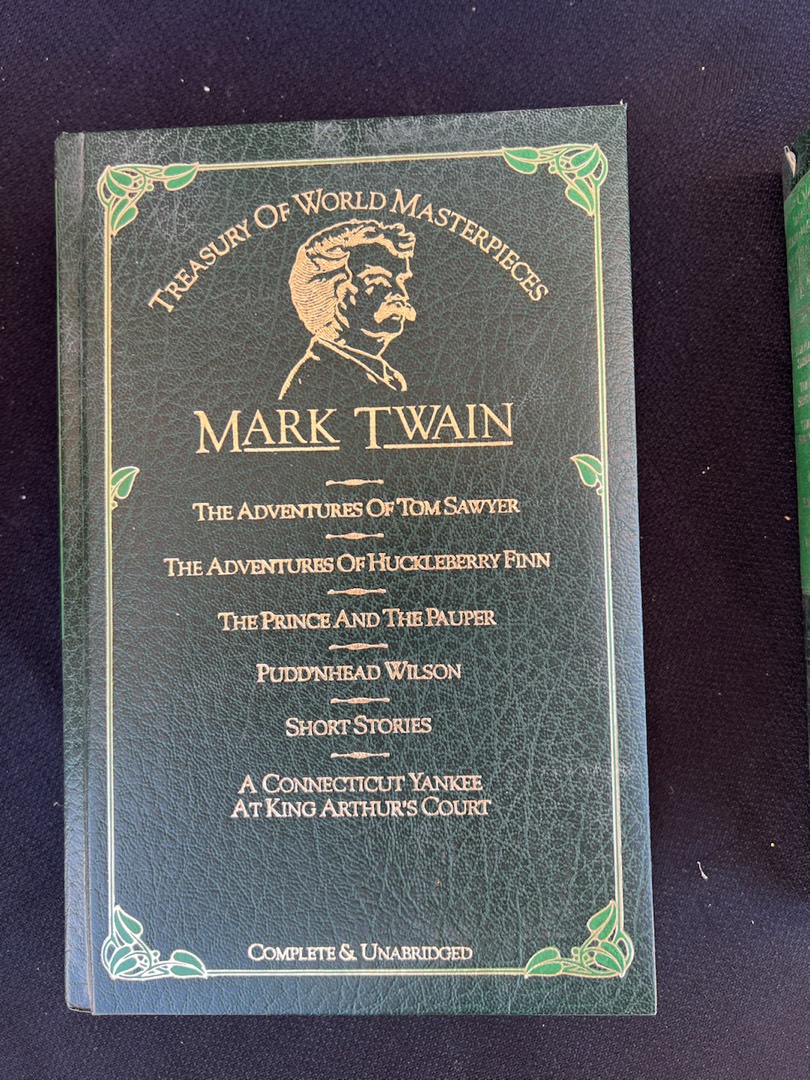 Treasury Of World Masterpieces
Mark Twain
The Adventures Of Tom Sawyer
The Adventures Of Huckleberry Finn
The Prince And The Pauper
Pudd'nhead Wilson
Short Stories
A Connecticut Yankee
At King Arthur's Court
Complete & Unabridged